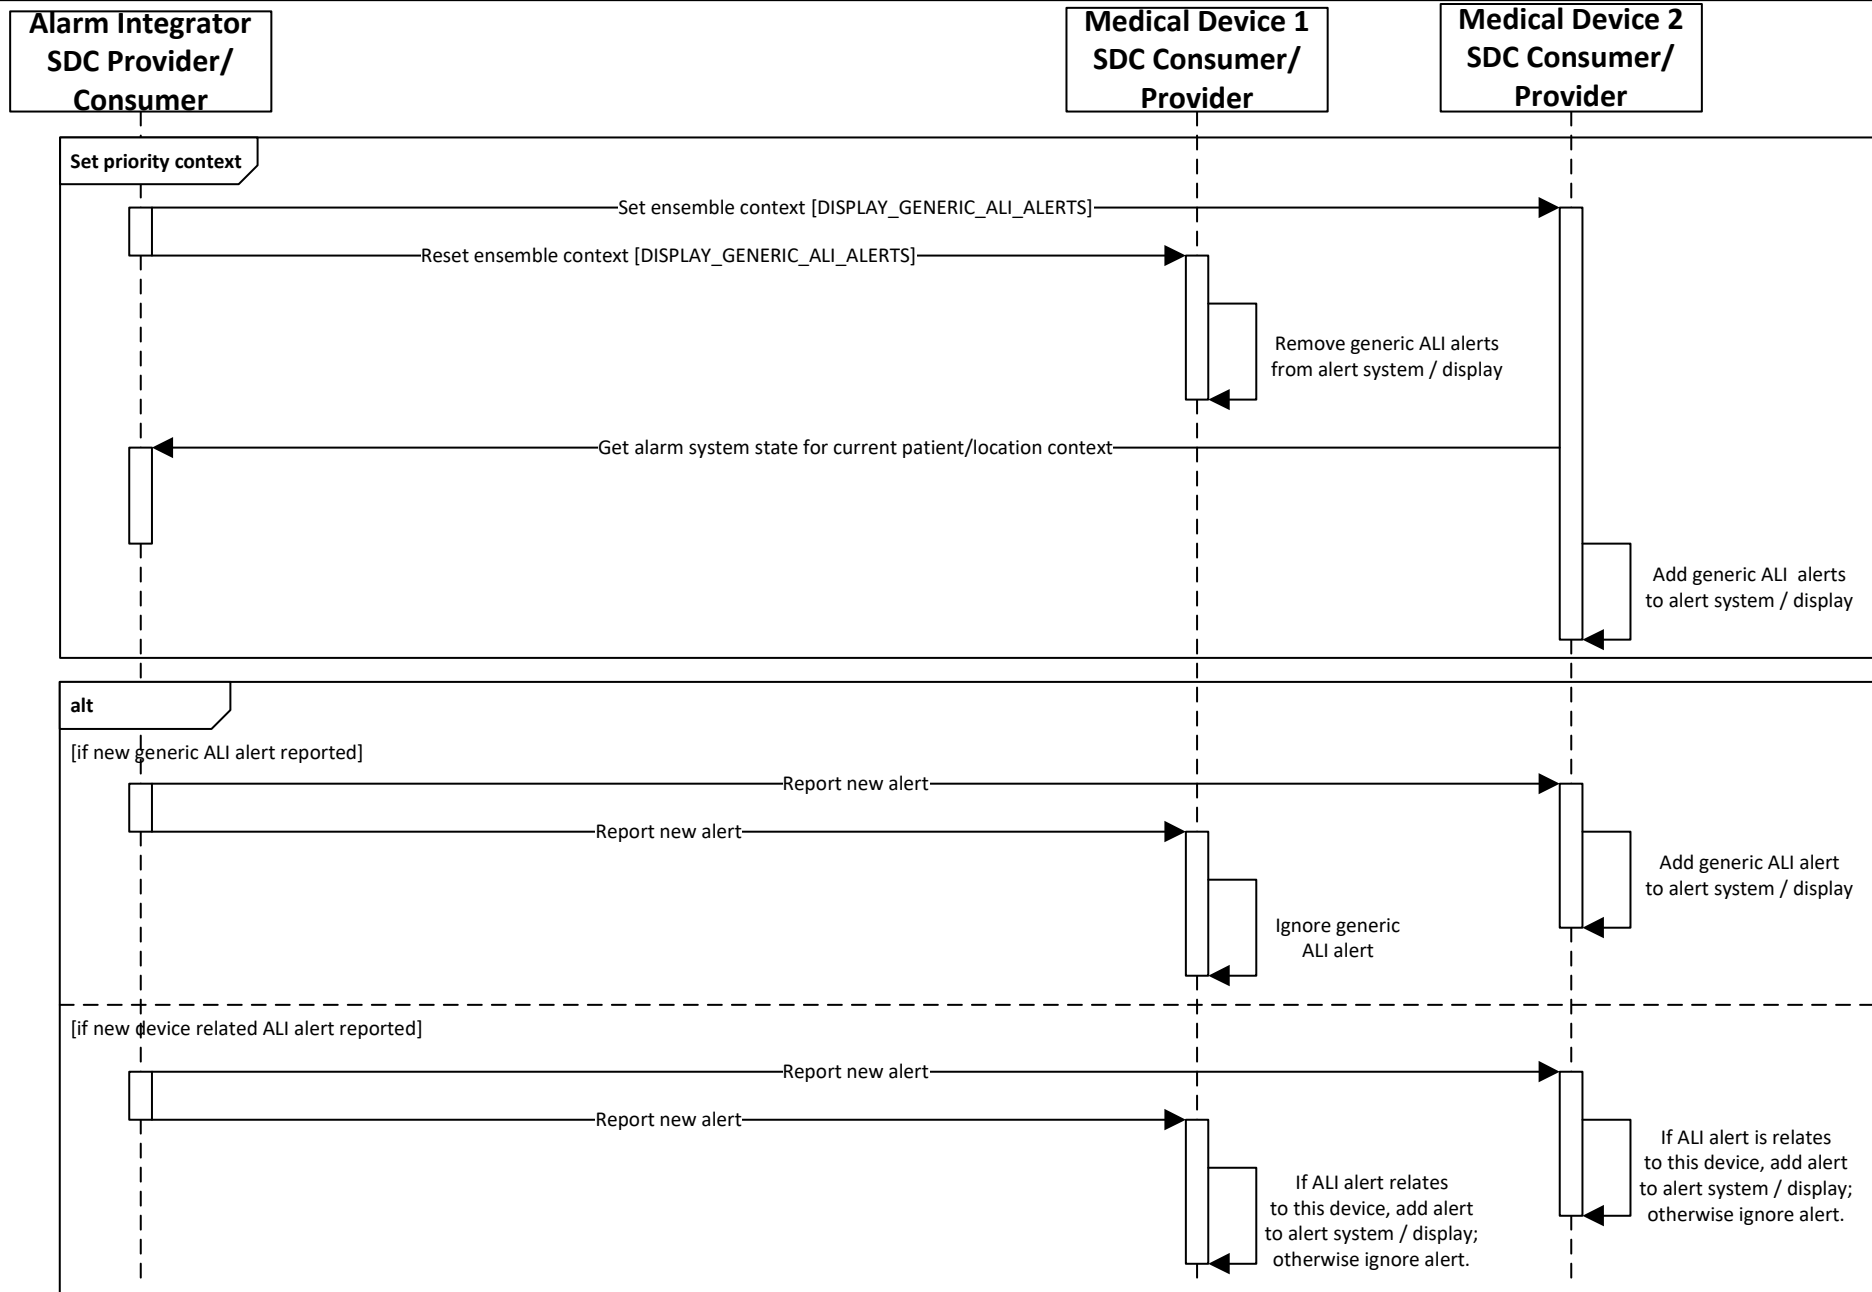 Alarm Integrator
SDC Provider/
Consumer
Medical Device 1
SDC Consumer/
Provider
Medical Device 2
SDC Consumer/
Provider
Set priority context
Set ensemble context [DISPLAY_GENERIC_ALI_ALERTS]
Reset ensemble context [DISPLAY_GENERIC_ALI_ALERTS]
Remove generic ALI alerts
from alert system / display
Get alarm system state for current patient/location context
Add generic ALI alerts
to alert system / display
alt
[if new generic ALI alert reported]
Report new alert
Report new alert
Add generic ALI alert
to alert system / display
Ignore generic
ALI alert
[if new device related ALI alert reported]
Report new alert
Report new alert
If ALI alert is relates
to this device, add alert
to alert system / display;
otherwise ignore alert.
If ALI alert relates
to this device, add alert
to alert system / display;
otherwise ignore alert.